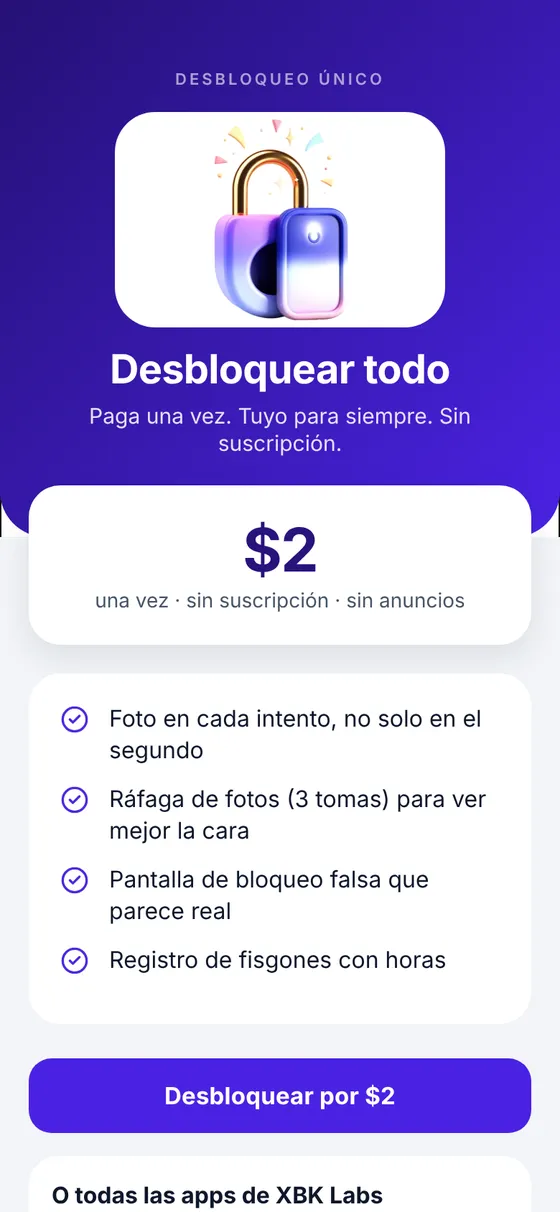 DESBLOQUEO ÚNICO
Desbloquear todo
Paga una vez. Tuyo para siempre. Sin
suscripción.
$2
una vez · sin suscripción · sin anuncios
Foto en cada intento, no solo en el
segundo
Ráfaga de fotos (3 tomas) para ver
mejor la cara
Pantalla de bloqueo falsa que
parece real
Registro de fisgones con horas
Desbloquear por $2
O todas las apps de XBK Labs